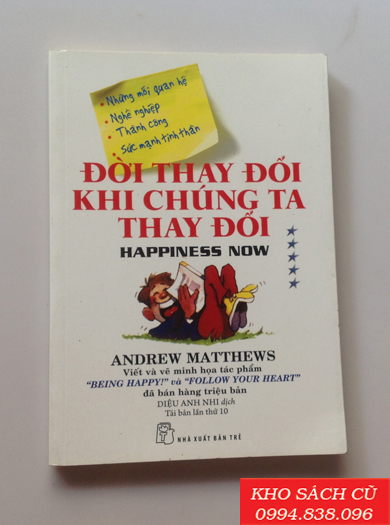 • Những mối quan hệ
• Nghề nghiệp
• Thành công
• Sức mạnh tinh thần
ĐỜI THAY ĐỔI
KHI CHÚNG TA
THAY ĐỔI
HAPPINESS NOW
ANDREW MATTHEWS
Viết và vẽ minh họa tác phẩm
“BEING HAPPY!” và “FOLLOW YOUR HEART”
đã bán hàng triệu bản
DIỆU ANH NHI dịch
Tái bản lần thứ 10
NHÀ XUẤT BẢN TRẺ
KHO SÁCH CŨ
0994.838.096